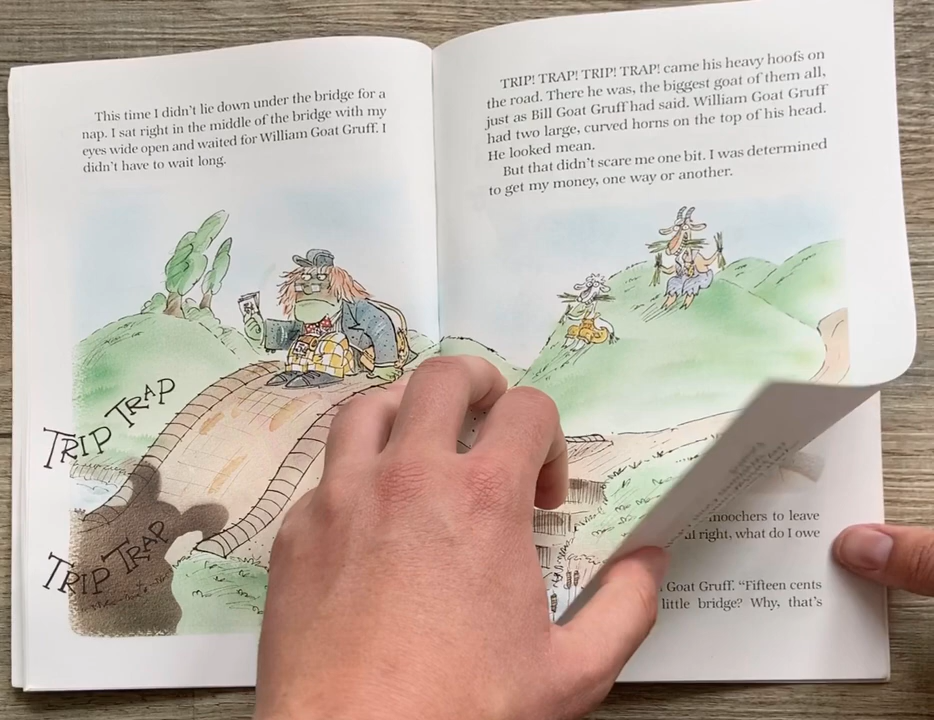 This time I didn't lie down under the bridge for a
nap. I sat right in the middle of the bridge with my
eyes wide open and waited for William Goat Gruff. I
didn't have to wait long.
TRIP TRAP
TRIP TRAP
TRIP! TRAP! TRIP! TRAP! came his heavy hoofs on
the road. There he was, the biggest goat of them all,
just as Bill Goat Gruff had said. William Goat Gruff
had two large, curved horns on the top of his head.
He looked mean.
But that didn't scare me one bit. I was determined
to get my money, one way or another.
moochers to leave
right, what do I owe
Goat Gruff. "Fifteen cents
little bridge? Why, that's